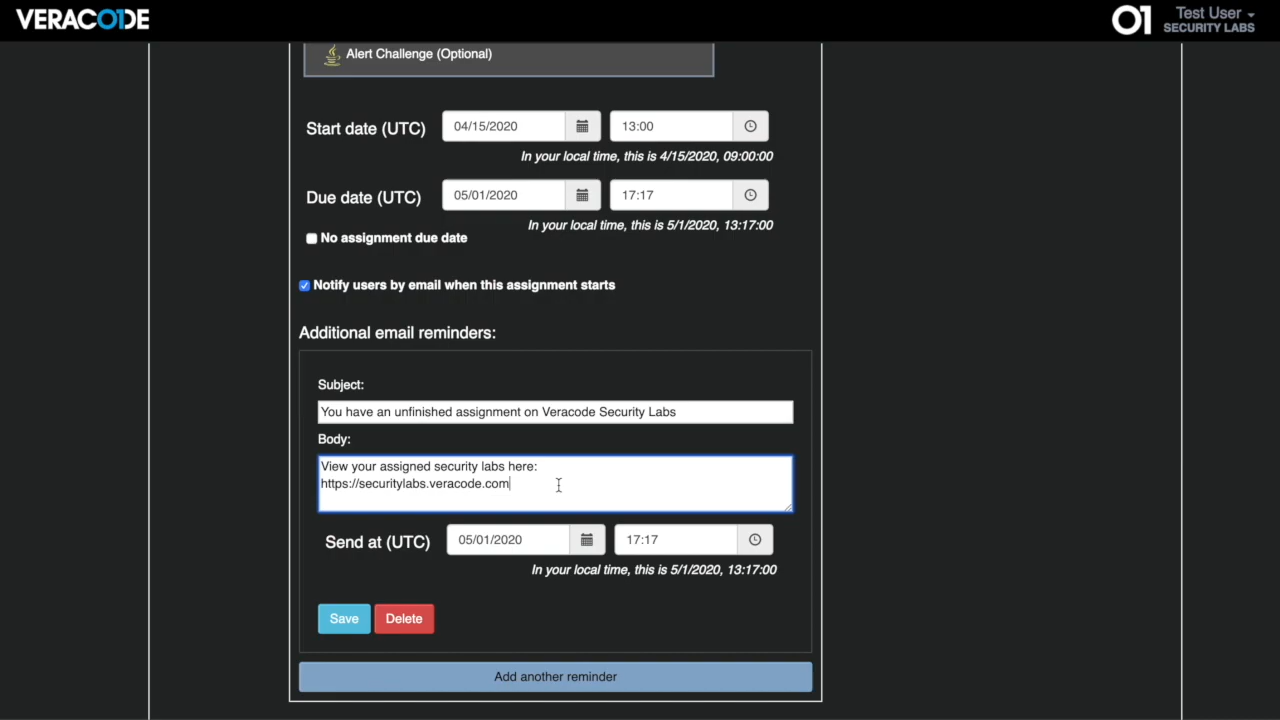 VERACODE
Test User
SECURITY LABS
Alert Challenge (Optional)
Start date (UTC) 04/15/2020 13:00
In your local time, this is 4/15/2020, 09:00:00
Due date (UTC) 05/01/2020 17:17
In your local time, this is 5/1/2020, 13:17:00
No assignment due date
Notify users by email when this assignment starts
Additional email reminders:
Subject:
You have an unfinished assignment on Veracode Security Labs
Body:
View your assigned security labs here:
https://securitylabs.veracode.com
Send at (UTC) 05/01/2020 17:17
In your local time, this is 5/1/2020, 13:17:00
Save Delete
Add another reminder